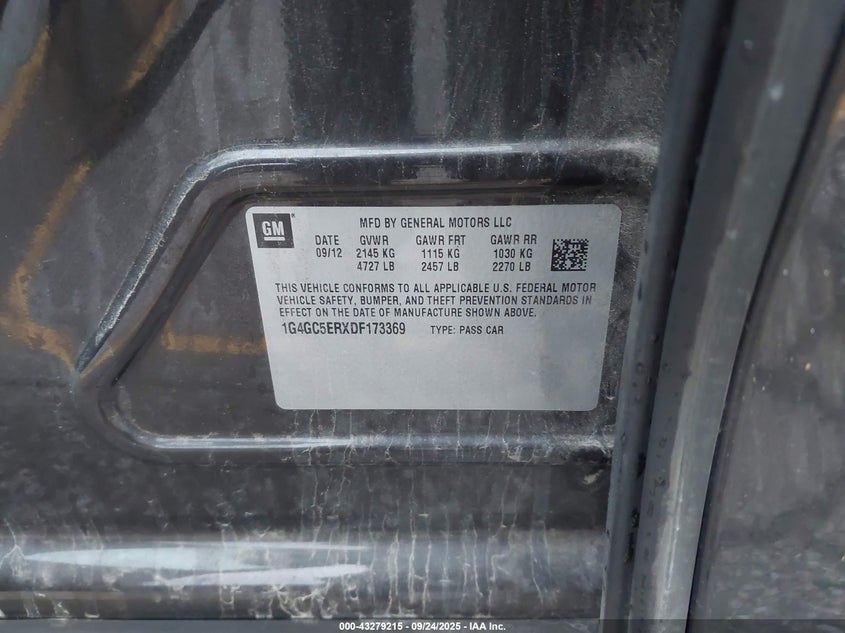 GM
MFD BY GENERAL MOTORS LLC
DATE GVWR GAWR FRT GAWR RR
09/12 2145 KG 1115 KG 1030 KG
4727 LB 2457 LB 2270 LB
THIS VEHICLE CONFORMS TO ALL APPLICABLE U.S. FEDERAL MOTOR
VEHICLE SAFETY, BUMPER, AND THEFT PREVENTION STANDARDS IN
EFFECT ON THE DATE OF MANUFACTURE SHOWN ABOVE.
1G4GC5ERXDF173369 TYPE: PASS CAR
000-43279215 - 09/24/2025 - IAA Inc.